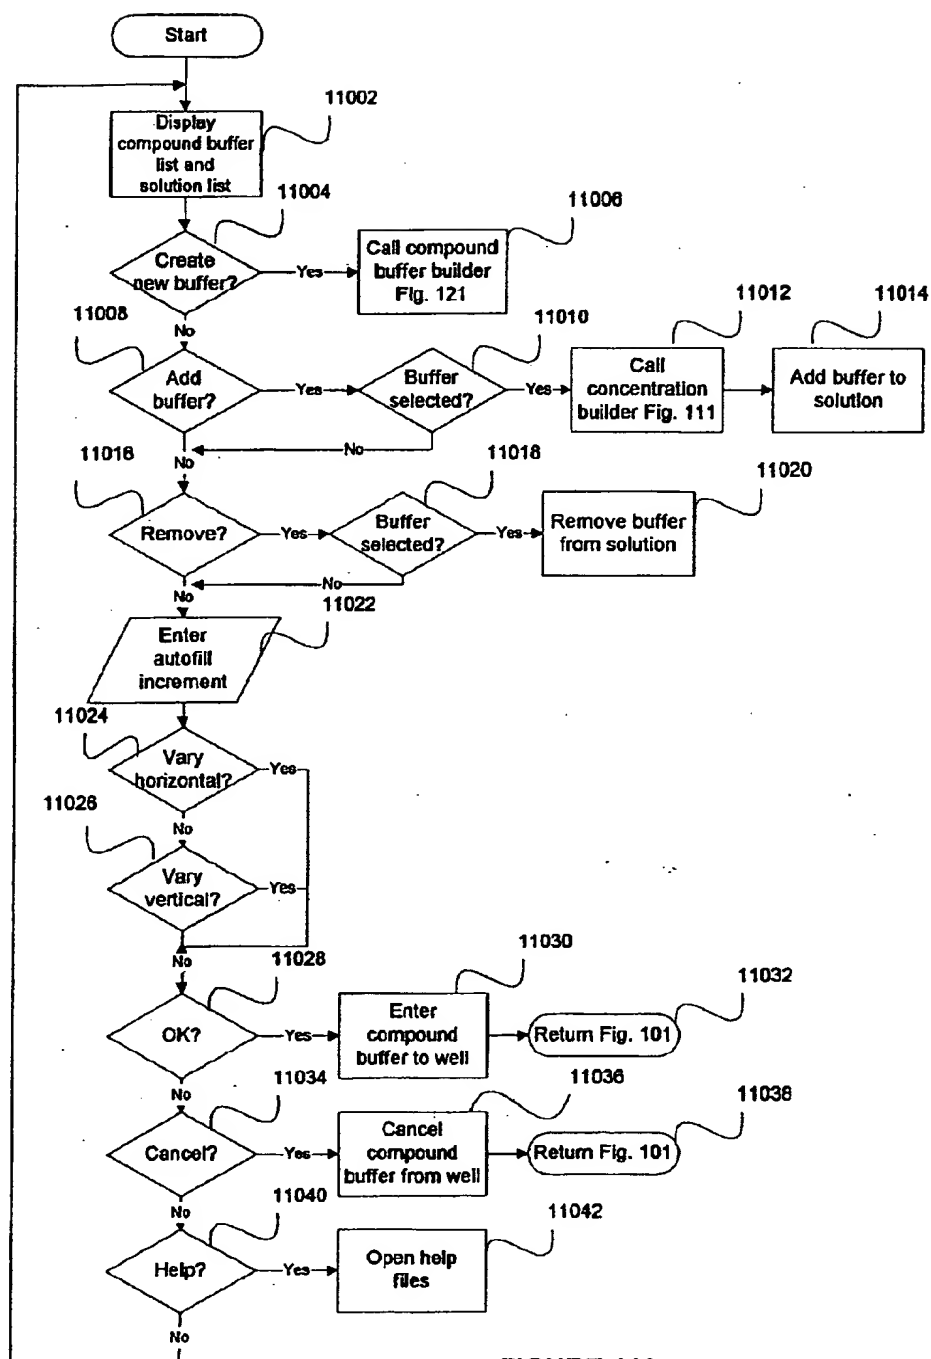 Start
11002
Display
compound buffer
list and
solution list
11004
11006
Create
new buffer?
Yes
Call compound
buffer builder
Fig. 121
No
11008
11010
11012
11014
Add
buffer?
Yes
Buffer
selected?
Yes
Call
concentration
builder Fig. 111
Add buffer to
solution
No
No
11016
11018
11020
Remove?
Yes
Buffer
selected?
Yes
Remove buffer
from solution
No
No
11022
Enter
autofill
increment
11024
Vary
horizontal?
Yes
No
11026
Vary
vertical?
Yes
No
11028
11030
11032
OK?
Yes
Enter
compound
buffer to well
Return Fig. 101
No
11034
11036
11038
Cancel?
Yes
Cancel
compound
buffer from well
Return Fig. 101
No
11040
11042
Help?
Yes
Open help
files
No